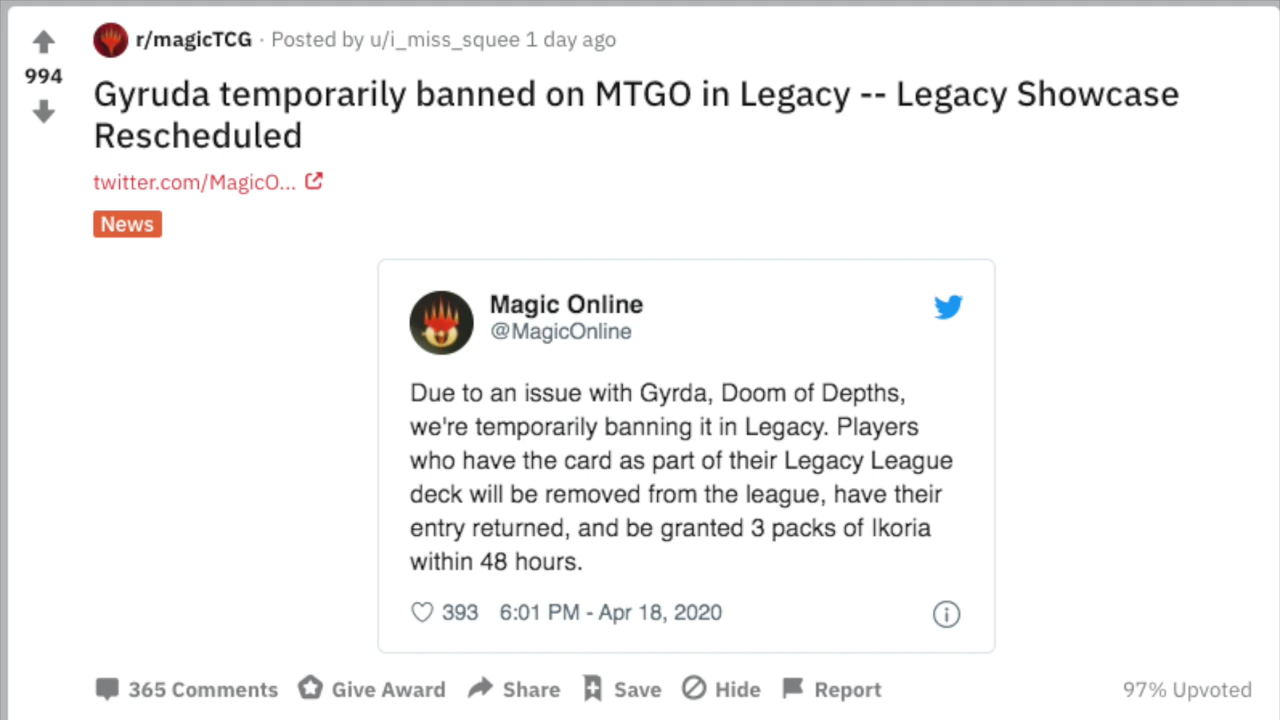 r/magicTCG · Posted by u/i_miss_squee 1 day ago
994
Gyruda temporarily banned on MTGO in Legacy -- Legacy Showcase
Rescheduled
twitter.com/MagicO...
News
Magic Online
@MagicOnline
Due to an issue with Gyrda, Doom of Depths,
we're temporarily banning it in Legacy. Players
who have the card as part of their Legacy League
deck will be removed from the league, have their
entry returned, and be granted 3 packs of Ikoria
within 48 hours.
393 6:01 PM - Apr 18, 2020
365 Comments Give Award Share Save Hide Report 97% Upvoted